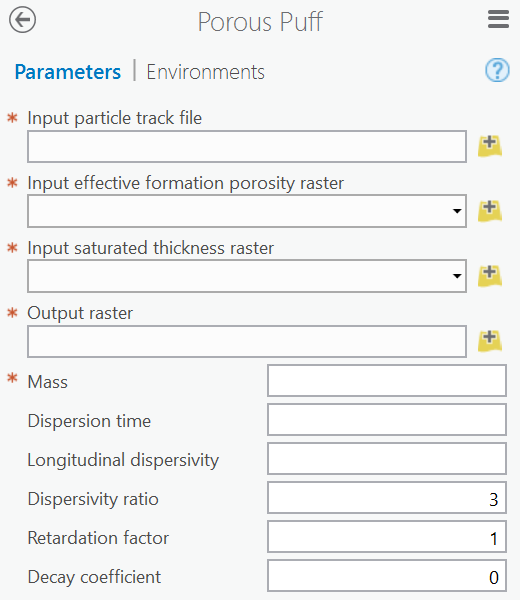 Porous Puff
Parameters | Environments
* Input particle track file
* Input effective formation porosity raster
* Input saturated thickness raster
* Output raster
* Mass
Dispersion time
Longitudinal dispersivity
Dispersivity ratio 3
Retardation factor 1
Decay coefficient 0